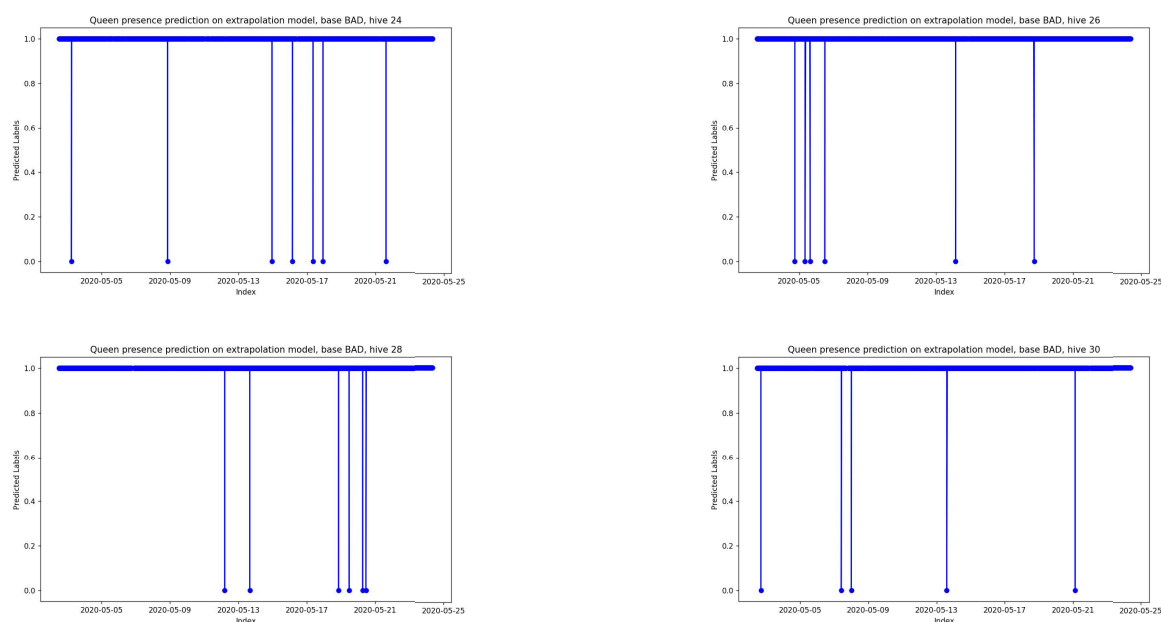 Queen presence prediction on extrapolation model, base BAD, hive 24
1.0
0.8
0.6
0.4
0.2
0.0
Predicted Labels
2020-05-05 2020-05-09 2020-05-13 2020-05-17 2020-05-21 2020-05-25
Index
Queen presence prediction on extrapolation model, base BAD, hive 26
1.0
0.8
0.6
0.4
0.2
0.0
Predicted Labels
2020-05-05 2020-05-09 2020-05-13 2020-05-17 2020-05-21 2020-05-25
Index
Queen presence prediction on extrapolation model, base BAD, hive 28
1.0
0.8
0.6
0.4
0.2
0.0
Predicted Labels
2020-05-05 2020-05-09 2020-05-13 2020-05-17 2020-05-21 2020-05-25
Index
Queen presence prediction on extrapolation model, base BAD, hive 30
1.0
0.8
0.6
0.4
0.2
0.0
Predicted Labels
2020-05-05 2020-05-09 2020-05-13 2020-05-17 2020-05-21 2020-05-25
Index